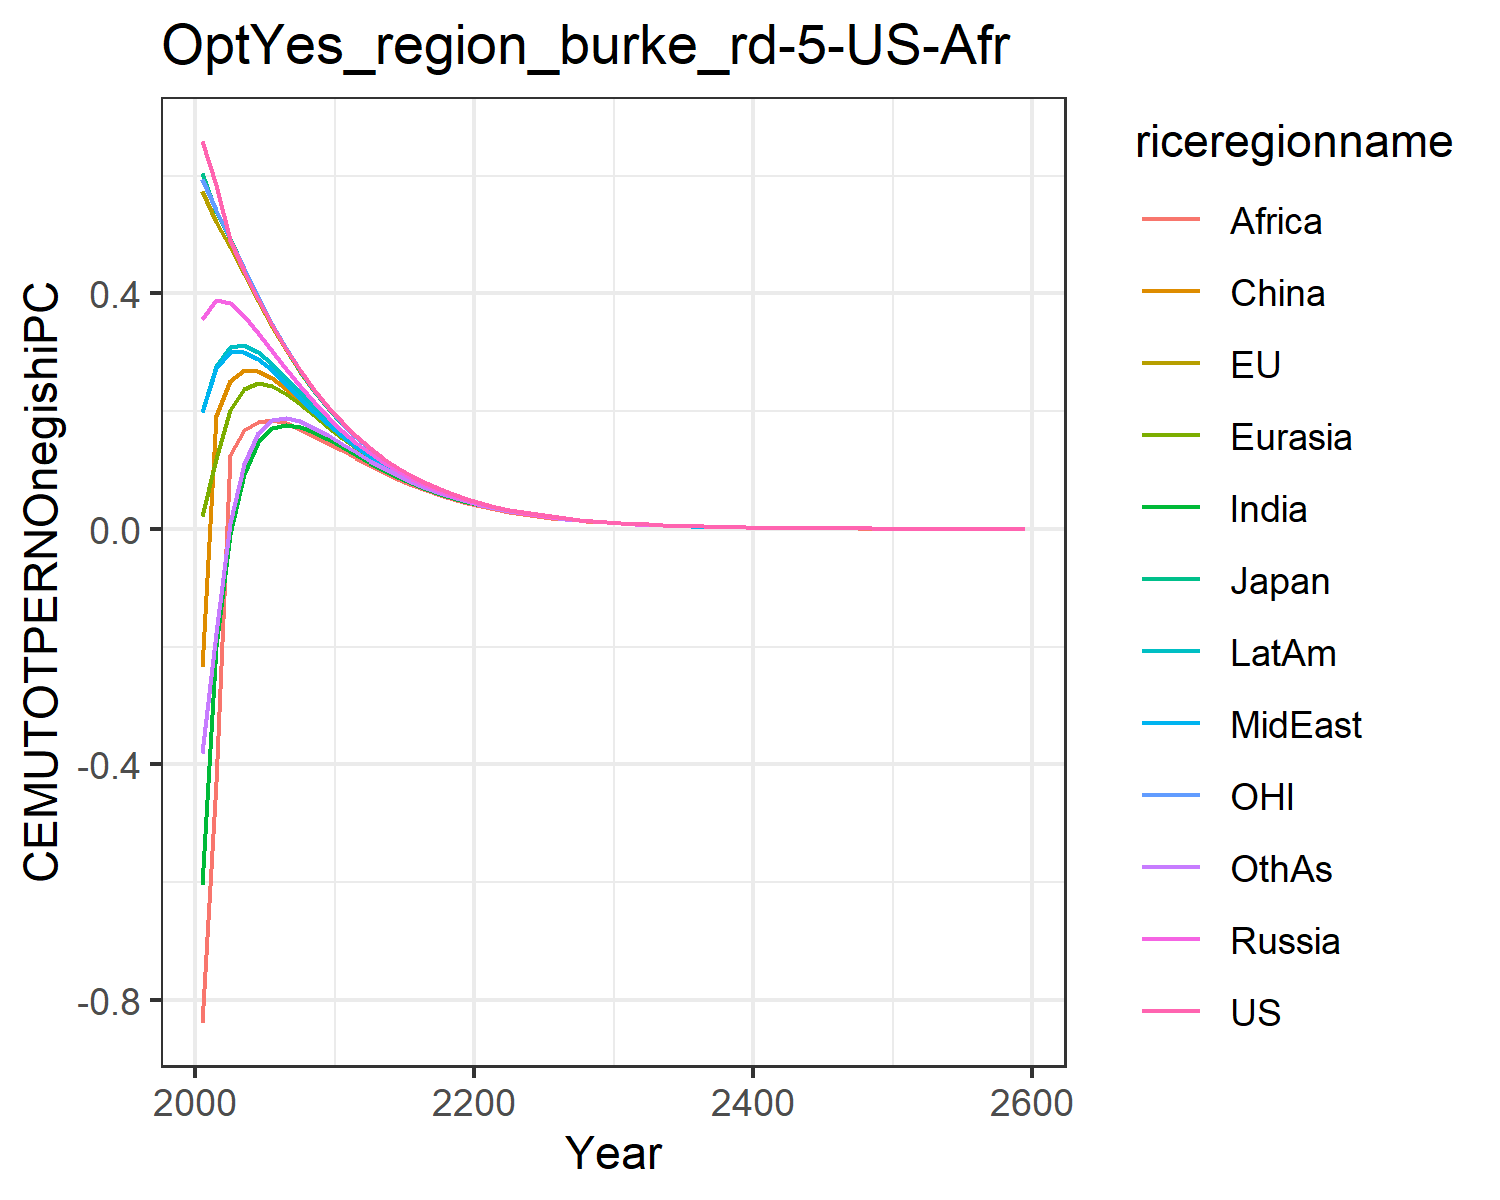 OptYes_region_burke_rd-5-US-Afr
CEMUTOTPERNOnegishiPC
0.4
0.0
-0.4
-0.8
2000
2200
2400
2600
Year
riceregionname
Africa
China
EU
Eurasia
India
Japan
LatAm
MidEast
OHI
OthAs
Russia
US